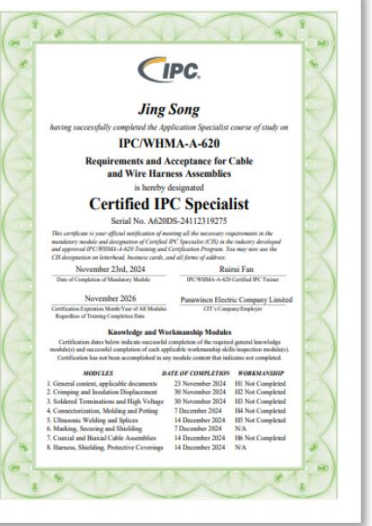 IPC.
Jing Song
having successfully completed the Application Specialist course of study on
IPC/WHMA-A-620
Requirements and Acceptance for Cable
and Wire Harness Assemblies
is hereby designated
Certified IPC Specialist
Serial No. A620DS-24112319275
This certificate is your official notification of meeting all the necessary requirements in the
mandatory module and designation of Certified IPC Specialist (CIS) in the industry developed
and approved IPC/WHMA-A-620 Training and Certification Program. You may now use the
CIS designation on letterhead, business cards, and all forms of address.
November 23rd, 2024 Ruirui Fan
Date of Completion of Mandatory Module IPC/WHMA-A-620 Certified IPC Trainer
November 2026 Panawincn Electric Company Limited
Certification Expiration Month/Year of All Modules CIT's Company/Employer
Regardless of Training Completion Date
Knowledge and Workmanship Modules
Certification dates below indicate successful completion of the required general knowledge
module(s) and successful completion of each applicable workmanship skills/inspection module(s).
Certification has not been accomplished in any module content that indicates not completed.
MODULES DATE OF COMPLETION WORKMANSHIP
1. General content, applicable documents 23 November 2024 H1 Not Completed
2. Crimping and Insulation Displacement 30 November 2024 H2 Not Completed
3. Soldered Terminations and High Voltage 30 November 2024 H3 Not Completed
4. Connectorization, Molding and Potting 7 December 2024 H4 Not Completed
5. Ultrasonic Welding and Splices 14 December 2024 H5 Not Completed
6. Marking, Securing and Shielding 7 December 2024 N/A
7. Coaxial and Biaxial Cable Assemblies 14 December 2024 H6 Not Completed
8. Harness, Shielding, Protective Coverings 14 December 2024 N/A